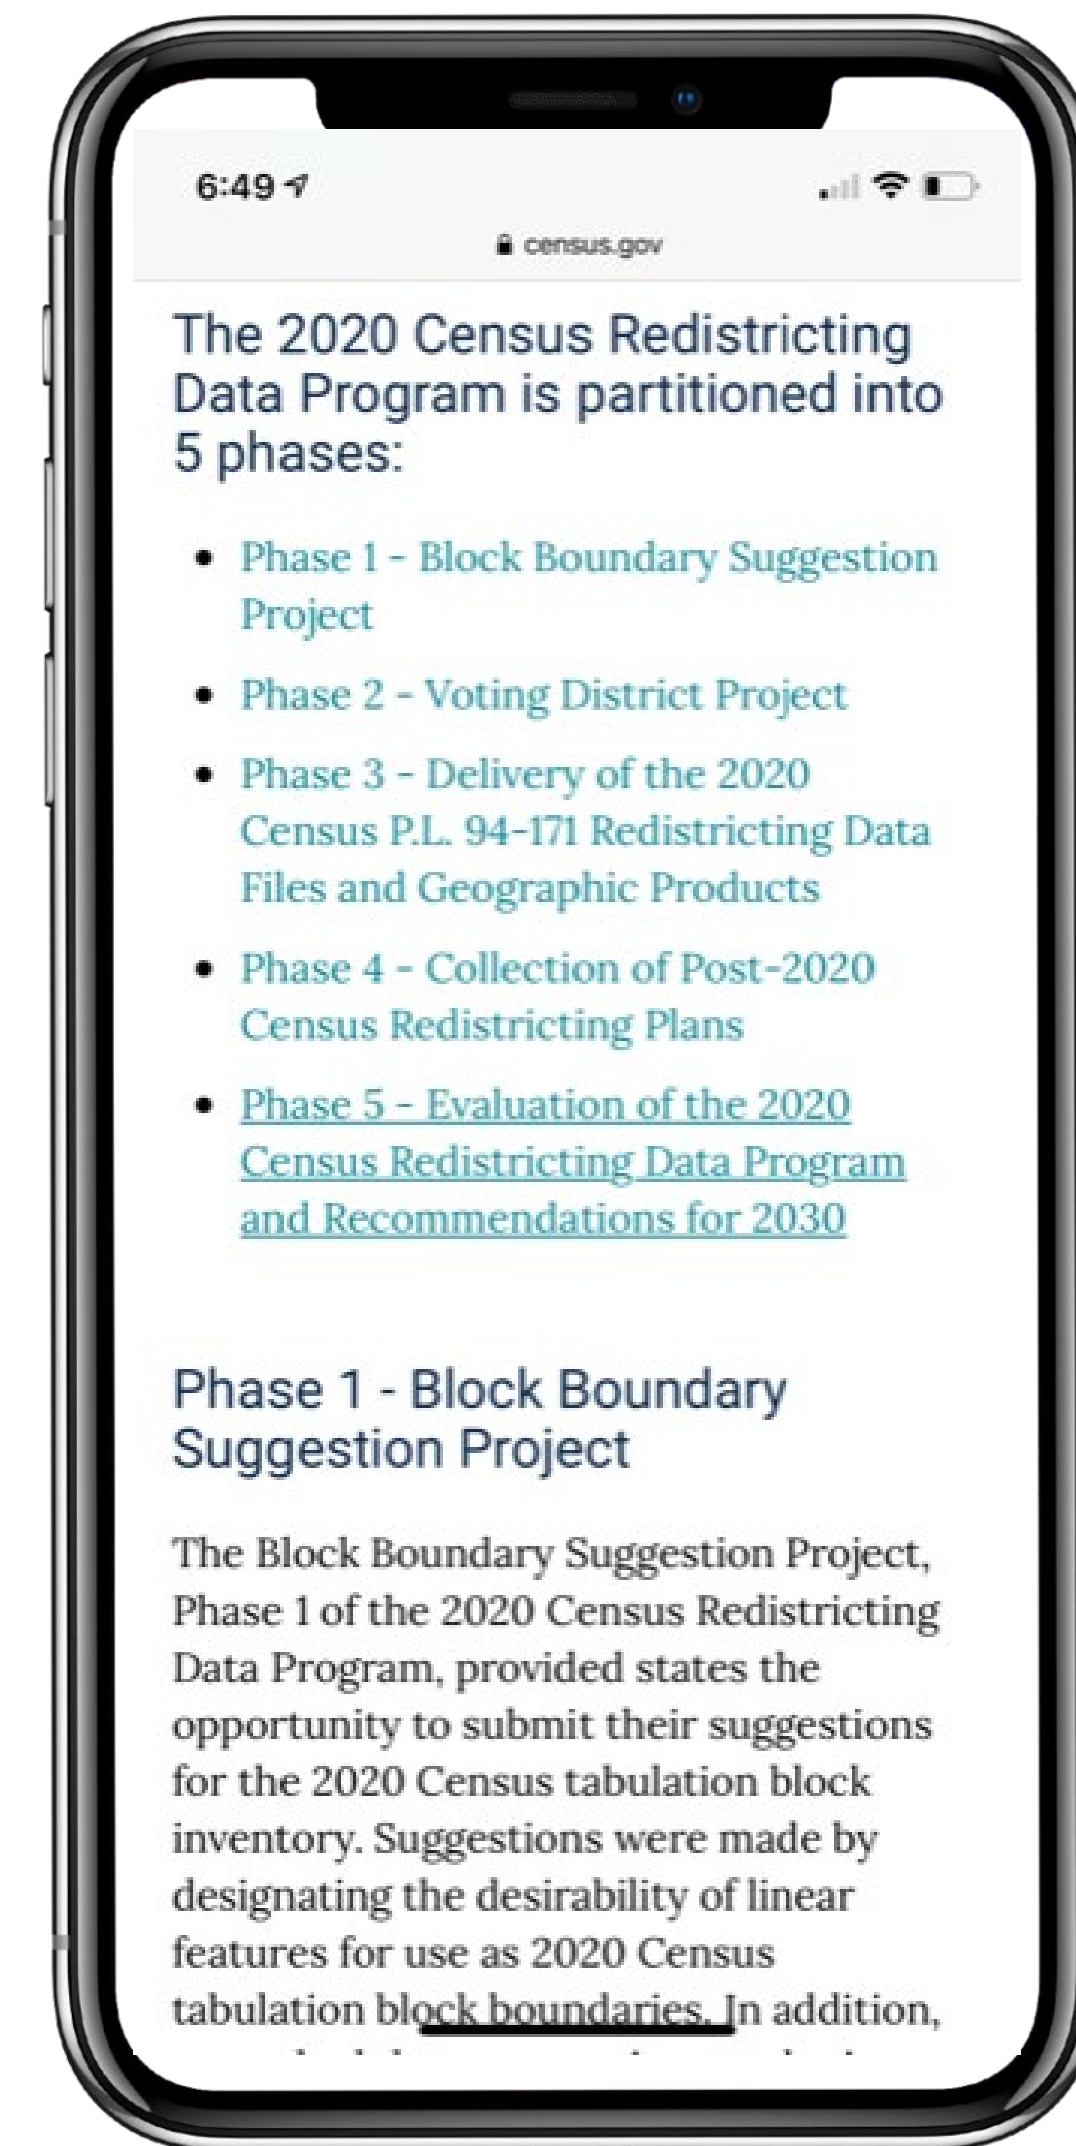 6:49
census.gov
The 2020 Census Redistricting
Data Program is partitioned into
5 phases:
• Phase 1 - Block Boundary Suggestion
Project
• Phase 2 - Voting District Project
• Phase 3 - Delivery of the 2020
Census P.L. 94-171 Redistricting Data
Files and Geographic Products
• Phase 4 - Collection of Post-2020
Census Redistricting Plans
• Phase 5 - Evaluation of the 2020
Census Redistricting Data Program
and Recommendations for 2030
Phase 1 - Block Boundary
Suggestion Project
The Block Boundary Suggestion Project,
Phase 1 of the 2020 Census Redistricting
Data Program, provided states the
opportunity to submit their suggestions
for the 2020 Census tabulation block
inventory. Suggestions were made by
designating the desirability of linear
features for use as 2020 Census
tabulation block boundaries. In addition,